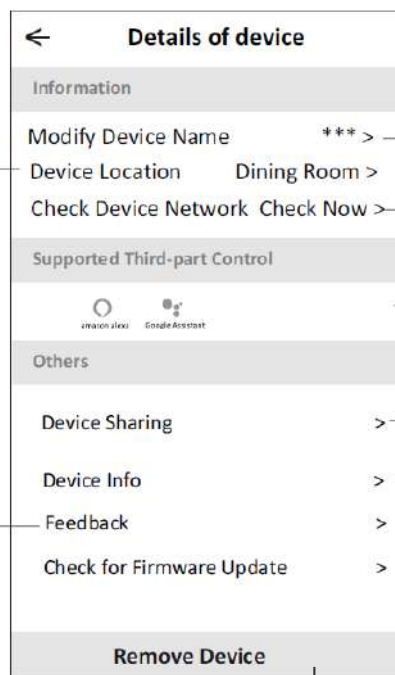 Details of device
Information
Modify Device Name *** >
Device Location Dining Room >
Check Device Network Check Now >
Supported Third-part Control
amazon alexa Google Assistant
Others
Device Sharing >
Device Info >
Feedback >
Check for Firmware Update >
Remove Device